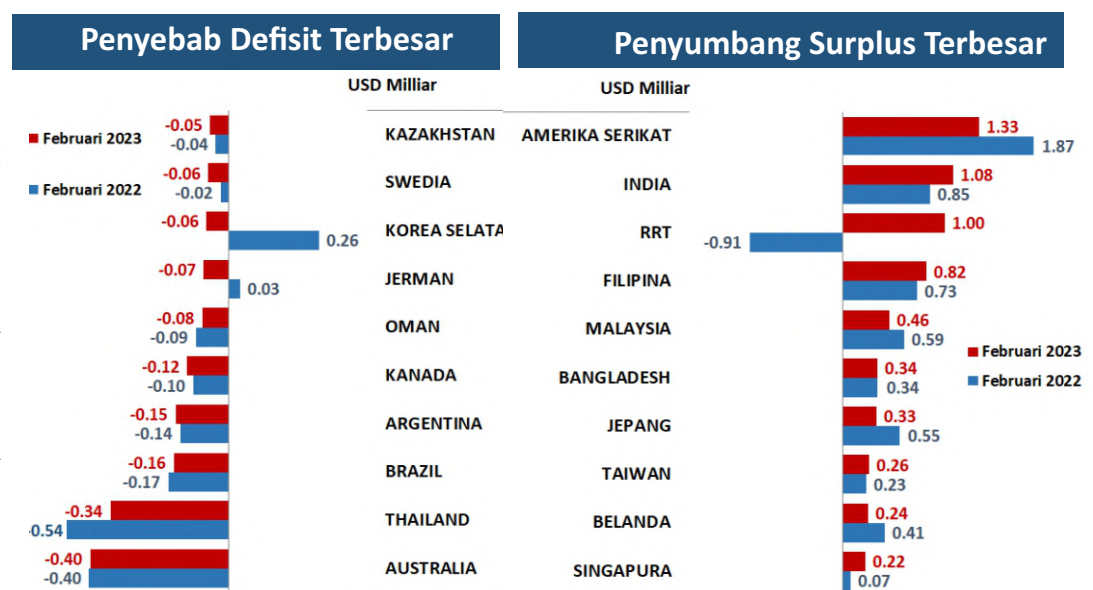 Penyebab Defisit Terbesar
USD Milliar
Februari 2023
Februari 2022
-0.05
-0.04
KAZAKHSTAN
-0.06
-0.02
SWEDIA
-0.06
0.26
KOREA SELATA
-0.07
0.03
JERMAN
-0.08
-0.09
OMAN
-0.12
-0.10
KANADA
-0.15
-0.14
ARGENTINA
-0.16
-0.17
BRAZIL
-0.34
-0.54
THAILAND
-0.40
-0.40
AUSTRALIA
Penyumbang Surplus Terbesar
USD Milliar
AMERIKA SERIKAT
1.33
1.87
INDIA
1.08
0.85
RRT
1.00
-0.91
FILIPINA
0.82
0.73
MALAYSIA
0.46
0.59
Februari 2023
Februari 2022
BANGLADESH
0.34
0.34
JEPANG
0.33
0.55
TAIWAN
0.26
0.23
BELANDA
0.24
0.41
SINGAPURA
0.22
0.07